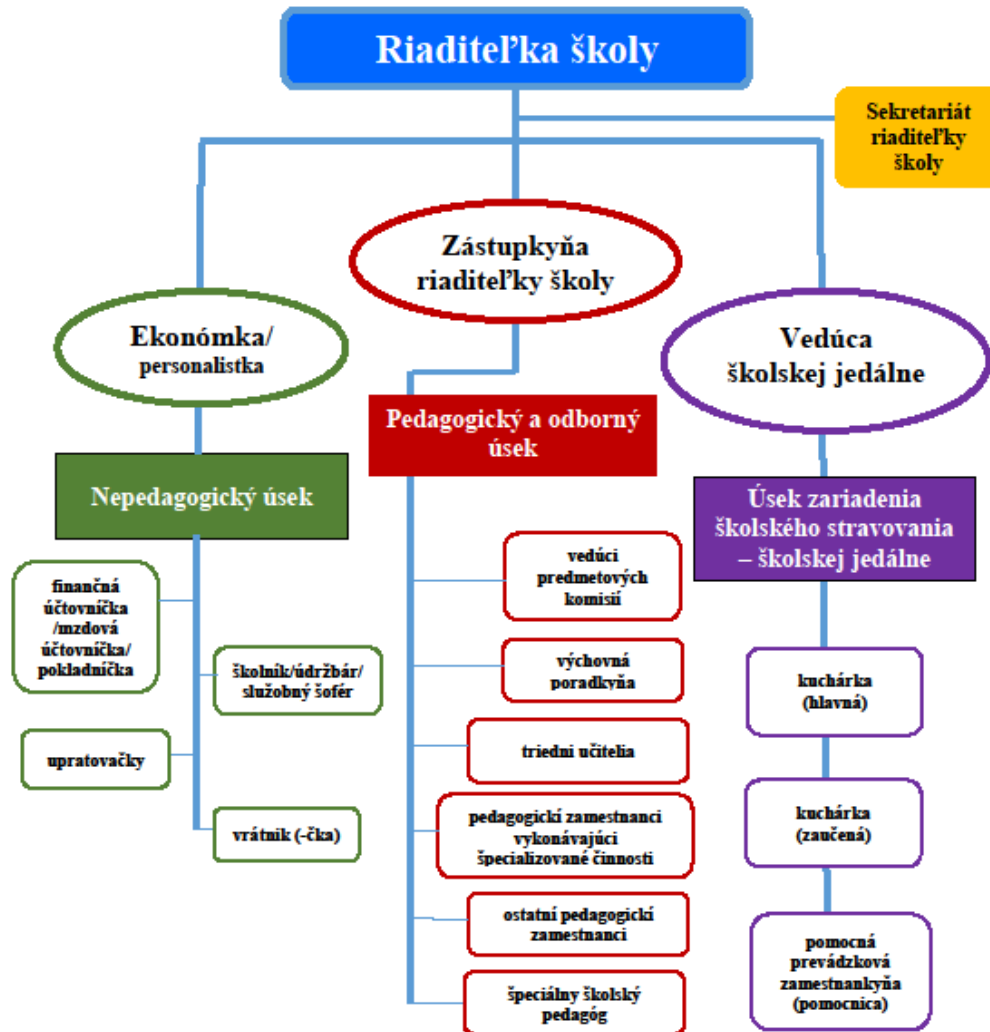 Riaditeľka školy
Sekretariát
riaditeľky
školy
Zástupkyňa
riaditeľky školy
Ekonómka/
personalistka
Vedúca
školskej jedálne
Pedagogický a odborný
úsek
Nepedagogický úsek
Úsek zariadenia
školského stravovania
– školskej jedálne
finančná
účtovníčka
/mzdová
účtovníčka/
pokladníčka
školník/údržbár/
služobný šofér
upratovačky
vrátnik (-čka)
vedúci
predmetových
komisií
výchovná
poradkyňa
triedni učitelia
pedagogickí zamestnanci
vykonávajúci
špecializované činnosti
ostatní pedagogickí
zamestnanci
špeciálny školský
pedagóg
kuchárka
(hlavná)
kuchárka
(zaučená)
pomocná
prevádzková
zamestnankyňa
(pomocnica)